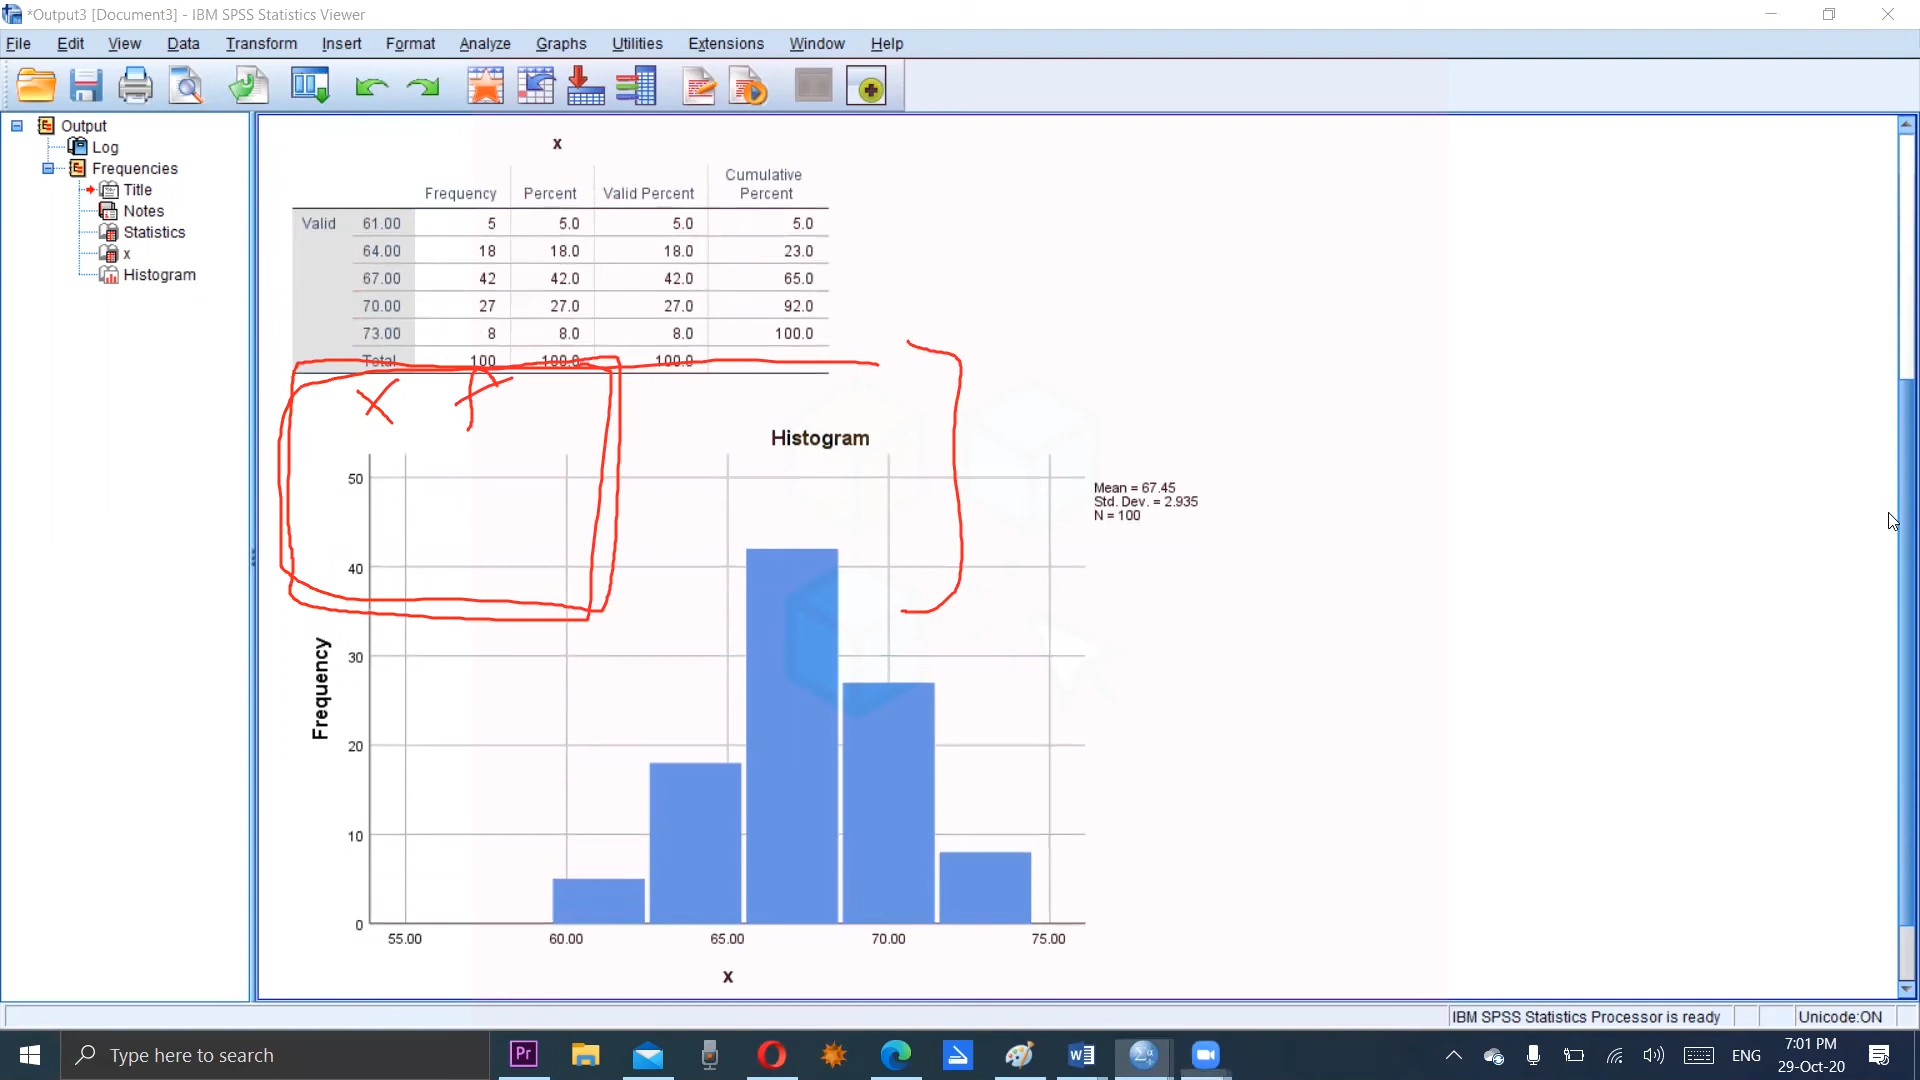 *Output3 [Document3] - IBM SPSS Statistics Viewer
File Edit View Data Transform Insert Format Analyze Graphs Utilities Extensions Window Help
Output
Log
Frequencies
Title
Notes
Statistics
x
Histogram
x
Frequency Percent Valid Percent Cumulative Percent
Valid 61.00 5 5.0 5.0 5.0
64.00 18 18.0 18.0 23.0
67.00 42 42.0 42.0 65.0
70.00 27 27.0 27.0 92.0
73.00 8 8.0 8.0 100.0
Total 100 100.0 100.0
x f
Histogram
50
40
30
20
10
0
Frequency
55.00 60.00 65.00 70.00 75.00
x
Mean = 67.45
Std. Dev. = 2.935
N = 100
IBM SPSS Statistics Processor is ready Unicode:ON
Type here to search
Pr
ENG
7:01 PM
29-Oct-20